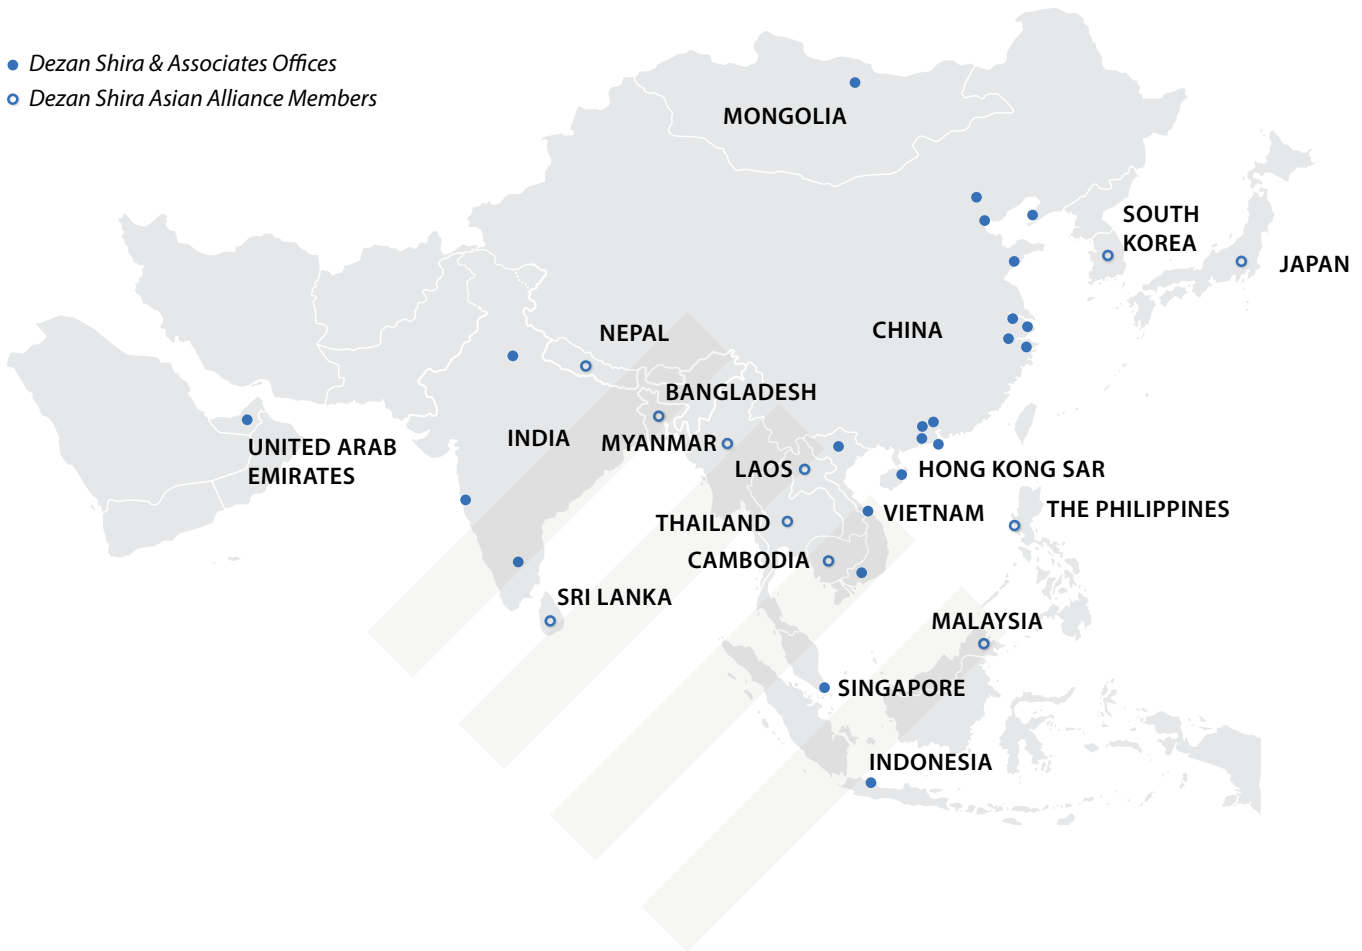 Dezan Shira & Associates Offices
Dezan Shira Asian Alliance Members
MONGOLIA
SOUTH
KOREA
JAPAN
CHINA
NEPAL
BANGLADESH
INDIA
MYANMAR
UNITED ARAB
EMIRATES
LAOS
HONG KONG SAR
THAILAND
VIETNAM
THE PHILIPPINES
CAMBODIA
SRI LANKA
MALAYSIA
SINGAPORE
INDONESIA